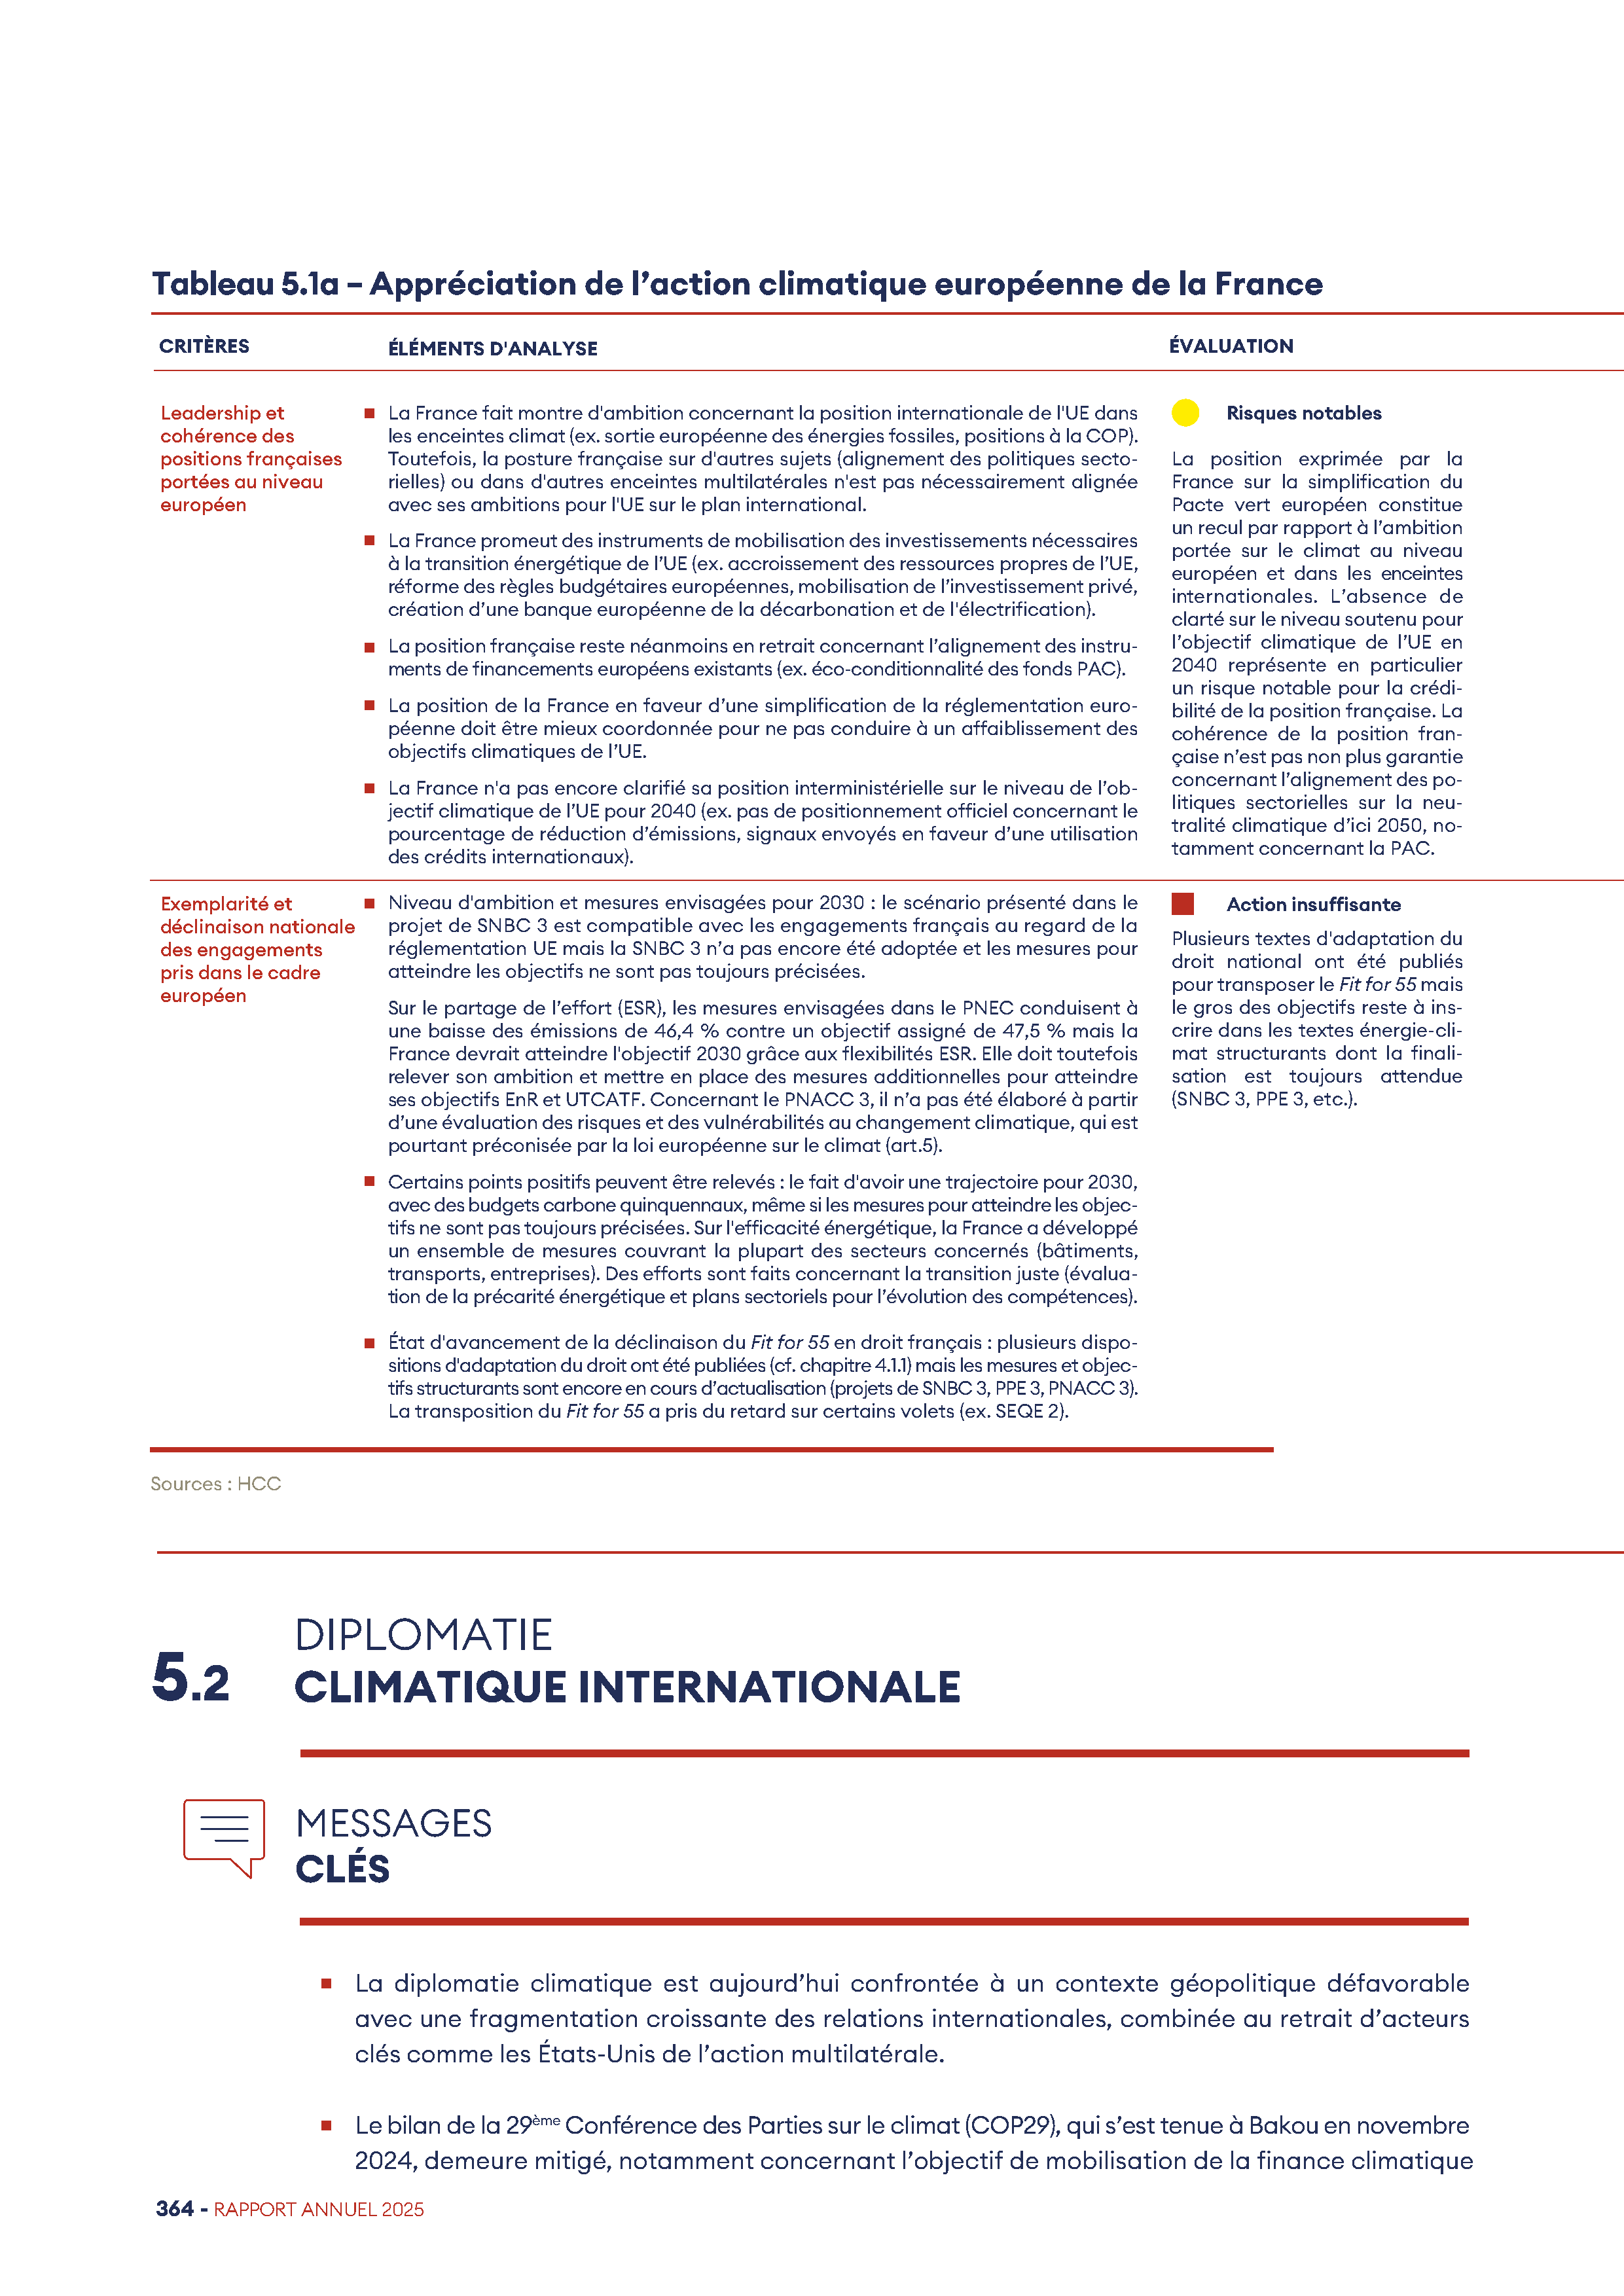 Tableau 5.1a – Appréciation de l’action climatique européenne de la France
CRITÈRES
ÉLÉMENTS D'ANALYSE
ÉVALUATION
Leadership et
cohérence des
positions françaises
portées au niveau
européen
La France fait montre d'ambition concernant la position internationale de l'UE dans
les enceintes climat (ex. sortie européenne des énergies fossiles, positions à la COP).
Toutefois, la posture française sur d'autres sujets (alignement des politiques secto-
rielles) ou dans d'autres enceintes multilatérales n'est pas nécessairement alignée
avec ses ambitions pour l'UE sur le plan international.
La France promeut des instruments de mobilisation des investissements nécessaires
à la transition énergétique de l’UE (ex. accroissement des ressources propres de l’UE,
réforme des règles budgétaires européennes, mobilisation de l’investissement privé,
création d’une banque européenne de la décarbonation et de l'électrification).
La position française reste néanmoins en retrait concernant l’alignement des instru-
ments de financements européens existants (ex. éco-conditionnalité des fonds PAC).
La position de la France en faveur d’une simplification de la réglementation euro-
péenne doit être mieux coordonnée pour ne pas conduire à un affaiblissement des
objectifs climatiques de l’UE.
La France n'a pas encore clarifié sa position interministérielle sur le niveau de l’ob-
jectif climatique de l’UE pour 2040 (ex. pas de positionnement officiel concernant le
pourcentage de réduction d’émissions, signaux envoyés en faveur d’une utilisation
des crédits internationaux).
Risques notables
La position exprimée par la
France sur la simplification du
Pacte vert européen constitue
un recul par rapport à l’ambition
portée sur le climat au niveau
européen et dans les enceintes
internationales. L’absence de
clarté sur le niveau soutenu pour
l’objectif climatique de l’UE en
2040 représente en particulier
un risque notable pour la crédi-
bilité de la position française. La
cohérence de la position fran-
çaise n’est pas non plus garantie
concernant l’alignement des po-
litiques sectorielles sur la neu-
tralité climatique d’ici 2050, no-
tamment concernant la PAC.
Exemplarité et
déclinaison nationale
des engagements
pris dans le cadre
européen
Niveau d'ambition et mesures envisagées pour 2030 : le scénario présenté dans le
projet de SNBC 3 est compatible avec les engagements français au regard de la
réglementation UE mais la SNBC 3 n’a pas encore été adoptée et les mesures pour
atteindre les objectifs ne sont pas toujours précisées.
Sur le partage de l’effort (ESR), les mesures envisagées dans le PNEC conduisent à
une baisse des émissions de 46,4 % contre un objectif assigné de 47,5 % mais la
France devrait atteindre l'objectif 2030 grâce aux flexibilités ESR. Elle doit toutefois
relever son ambition et mettre en place des mesures additionnelles pour atteindre
ses objectifs EnR et UTCATF. Concernant le PNACC 3, il n’a pas été élaboré à partir
d’une évaluation des risques et des vulnérabilités au changement climatique, qui est
pourtant préconisée par la loi européenne sur le climat (art.5).
Certains points positifs peuvent être relevés : le fait d'avoir une trajectoire pour 2030,
avec des budgets carbone quinquennaux, même si les mesures pour atteindre les objec-
tifs ne sont pas toujours précisées. Sur l'efficacité énergétique, la France a développé
un ensemble de mesures couvrant la plupart des secteurs concernés (bâtiments,
transports, entreprises). Des efforts sont faits concernant la transition juste (évalua-
tion de la précarité énergétique et plans sectoriels pour l’évolution des compétences).
État d'avancement de la déclinaison du Fit for 55 en droit français : plusieurs dispo-
sitions d'adaptation du droit ont été publiées (cf. chapitre 4.1.1) mais les mesures et objec-
tifs structurants sont encore en cours d’actualisation (projets de SNBC 3, PPE 3, PNACC 3).
La transposition du Fit for 55 a pris du retard sur certains volets (ex. SEQE 2).
Action insuffisante
Plusieurs textes d'adaptation du
droit national ont été publiés
pour transposer le Fit for 55 mais
le gros des objectifs reste à ins-
crire dans les textes énergie-cli-
mat structurants dont la finali-
sation est toujours attendue
(SNBC 3, PPE 3, etc.).
Sources : HCC
5.2
DIPLOMATIE
CLIMATIQUE INTERNATIONALE
MESSAGES
CLÉS
La diplomatie climatique est aujourd’hui confrontée à un contexte géopolitique défavorable
avec une fragmentation croissante des relations internationales, combinée au retrait d’acteurs
clés comme les États-Unis de l’action multilatérale.
Le bilan de la 29ème Conférence des Parties sur le climat (COP29), qui s’est tenue à Bakou en novembre
2024, demeure mitigé, notamment concernant l’objectif de mobilisation de la finance climatique
364 - RAPPORT ANNUEL 2025